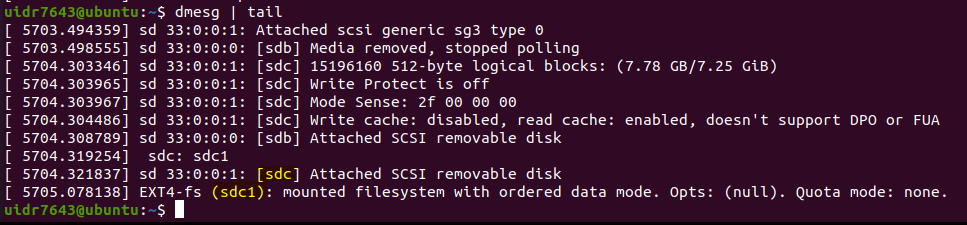 uidr7643@ubuntu:~$ dmesg | tail
[ 5703.494359] sd 33:0:0:1: Attached scsi generic sg3 type 0
[ 5703.498555] sd 33:0:0:0: [sdb] Media removed, stopped polling
[ 5704.303346] sd 33:0:0:1: [sdc] 15196160 512-byte logical blocks: (7.78 GB/7.25 GiB)
[ 5704.303965] sd 33:0:0:1: [sdc] Write Protect is off
[ 5704.303967] sd 33:0:0:1: [sdc] Mode Sense: 2f 00 00 00
[ 5704.304486] sd 33:0:0:1: [sdc] Write cache: disabled, read cache: enabled, doesn't support DPO or FUA
[ 5704.308789] sd 33:0:0:0: [sdb] Attached SCSI removable disk
[ 5704.319254]  sdc: sdc1
[ 5704.321837] sd 33:0:0:1: [sdc] Attached SCSI removable disk
[ 5705.078138] EXT4-fs (sdc1): mounted filesystem with ordered data mode. Opts: (null). Quota mode: none.
uidr7643@ubuntu:~$